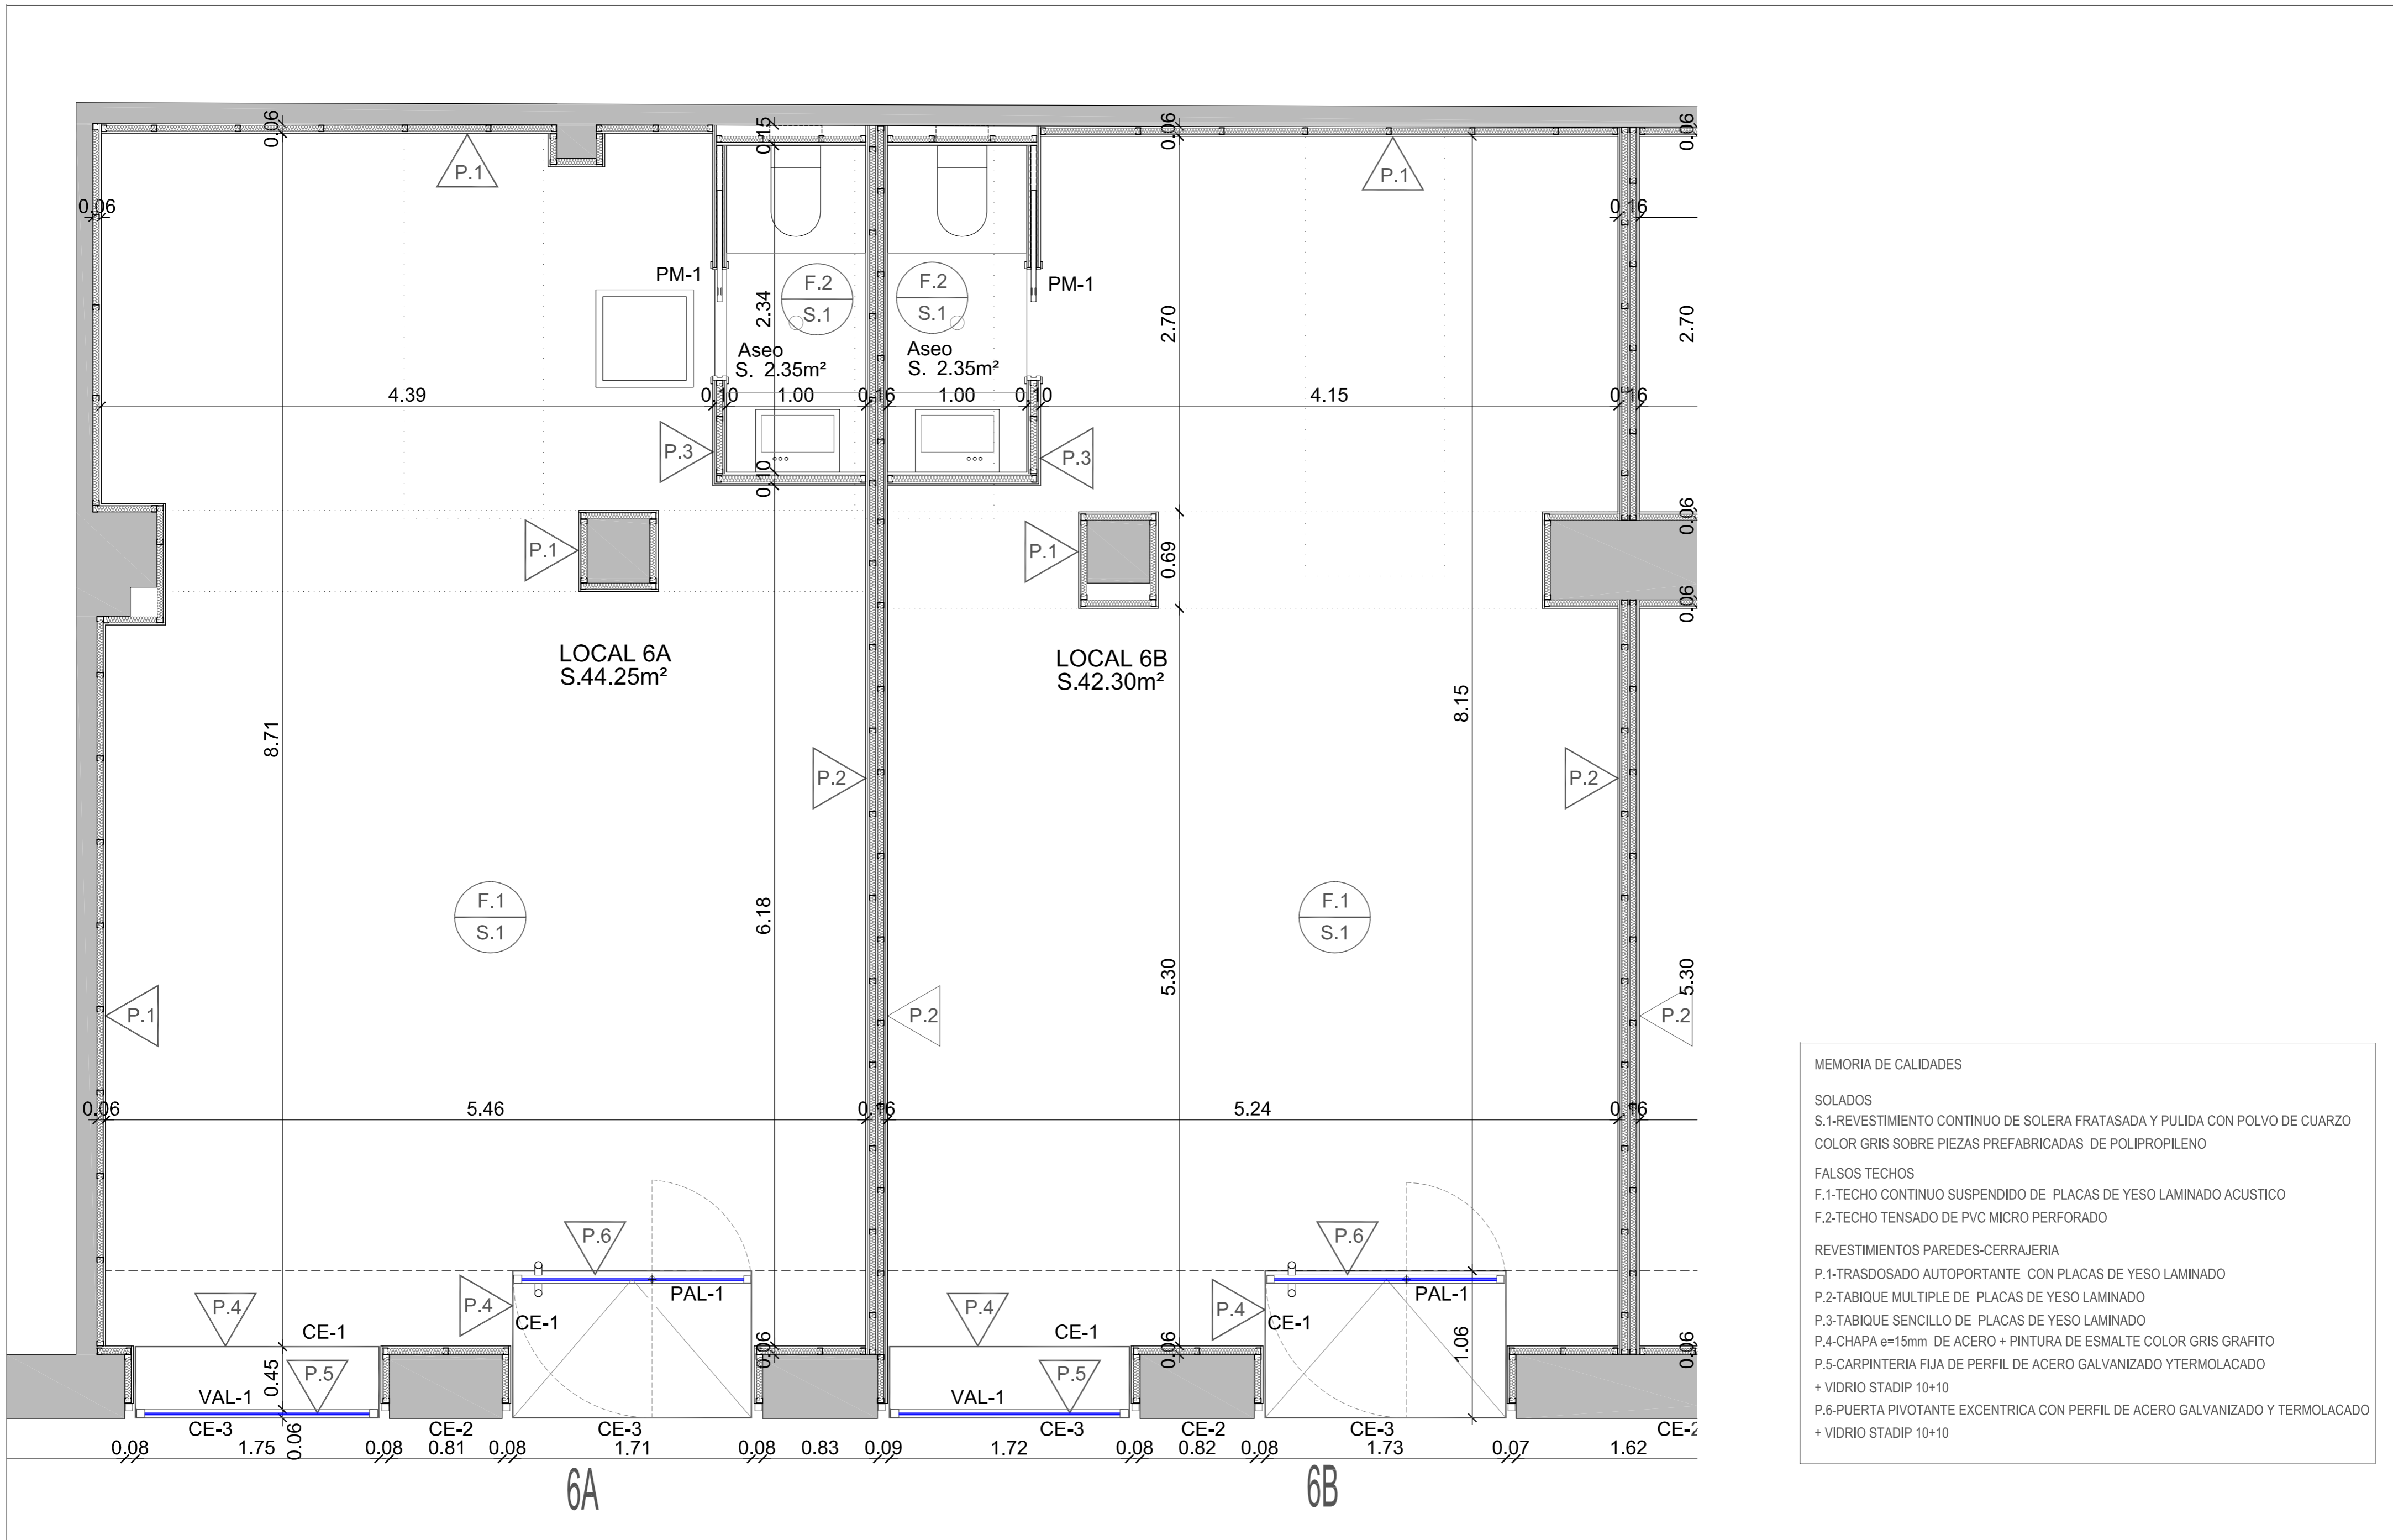 0.06
0.15
0.06
0.06
P.1
P.1
0.06
0.16
PM-1
F.2
S.1
F.2
S.1
PM-1
2.34
2.70
2.70
Aseo
S. 2.35m²
Aseo
S. 2.35m²
4.39
0.10
1.00
0.16
1.00
0.10
4.15
0.16
P.3
P.3
0.10
P.1
P.1
0.69
0.06
0.06
LOCAL 6A
S.44.25m²
LOCAL 6B
S.42.30m²
8.71
8.15
P.2
P.2
F.1
S.1
F.1
S.1
6.18
5.30
5.30
P.1
P.2
P.2
0.06
5.46
0.16
5.24
0.16
P.6
P.6
P.4
P.4
PAL-1
P.4
P.4
PAL-1
CE-1
CE-1
CE-1
CE-1
0.45
P.5
0.06
P.5
0.06
1.06
0.06
VAL-1
VAL-1
CE-3
CE-2
CE-3
CE-3
CE-2
CE-3
CE-2
0.08
1.75
0.06
0.08
0.81
0.08
1.71
0.08
0.83
0.09
1.72
0.08
0.82
0.08
1.73
0.07
1.62
6A
6B
MEMORIA DE CALIDADES
SOLADOS
S.1-REVESTIMIENTO CONTINUO DE SOLERA FRATASADA Y PULIDA CON POLVO DE CUARZO
COLOR GRIS SOBRE PIEZAS PREFABRICADAS DE POLIPROPILENO
FALSOS TECHOS
F.1-TECHO CONTINUO SUSPENDIDO DE PLACAS DE YESO LAMINADO ACUSTICO
F.2-TECHO TENSADO DE PVC MICRO PERFORADO
REVESTIMIENTOS PAREDES-CERRAJERIA
P.1-TRASDOSADO AUTOPORTANTE CON PLACAS DE YESO LAMINADO
P.2-TABIQUE MULTIPLE DE PLACAS DE YESO LAMINADO
P.3-TABIQUE SENCILLO DE PLACAS DE YESO LAMINADO
P.4-CHAPA e=15mm DE ACERO + PINTURA DE ESMALTE COLOR GRIS GRAFITO
P.5-CARPINTERIA FIJA DE PERFIL DE ACERO GALVANIZADO YTERMOLACADO
+ VIDRIO STADIP 10+10
P.6-PUERTA PIVOTANTE EXCENTRICA CON PERFIL DE ACERO GALVANIZADO Y TERMOLACADO
+ VIDRIO STADIP 10+10